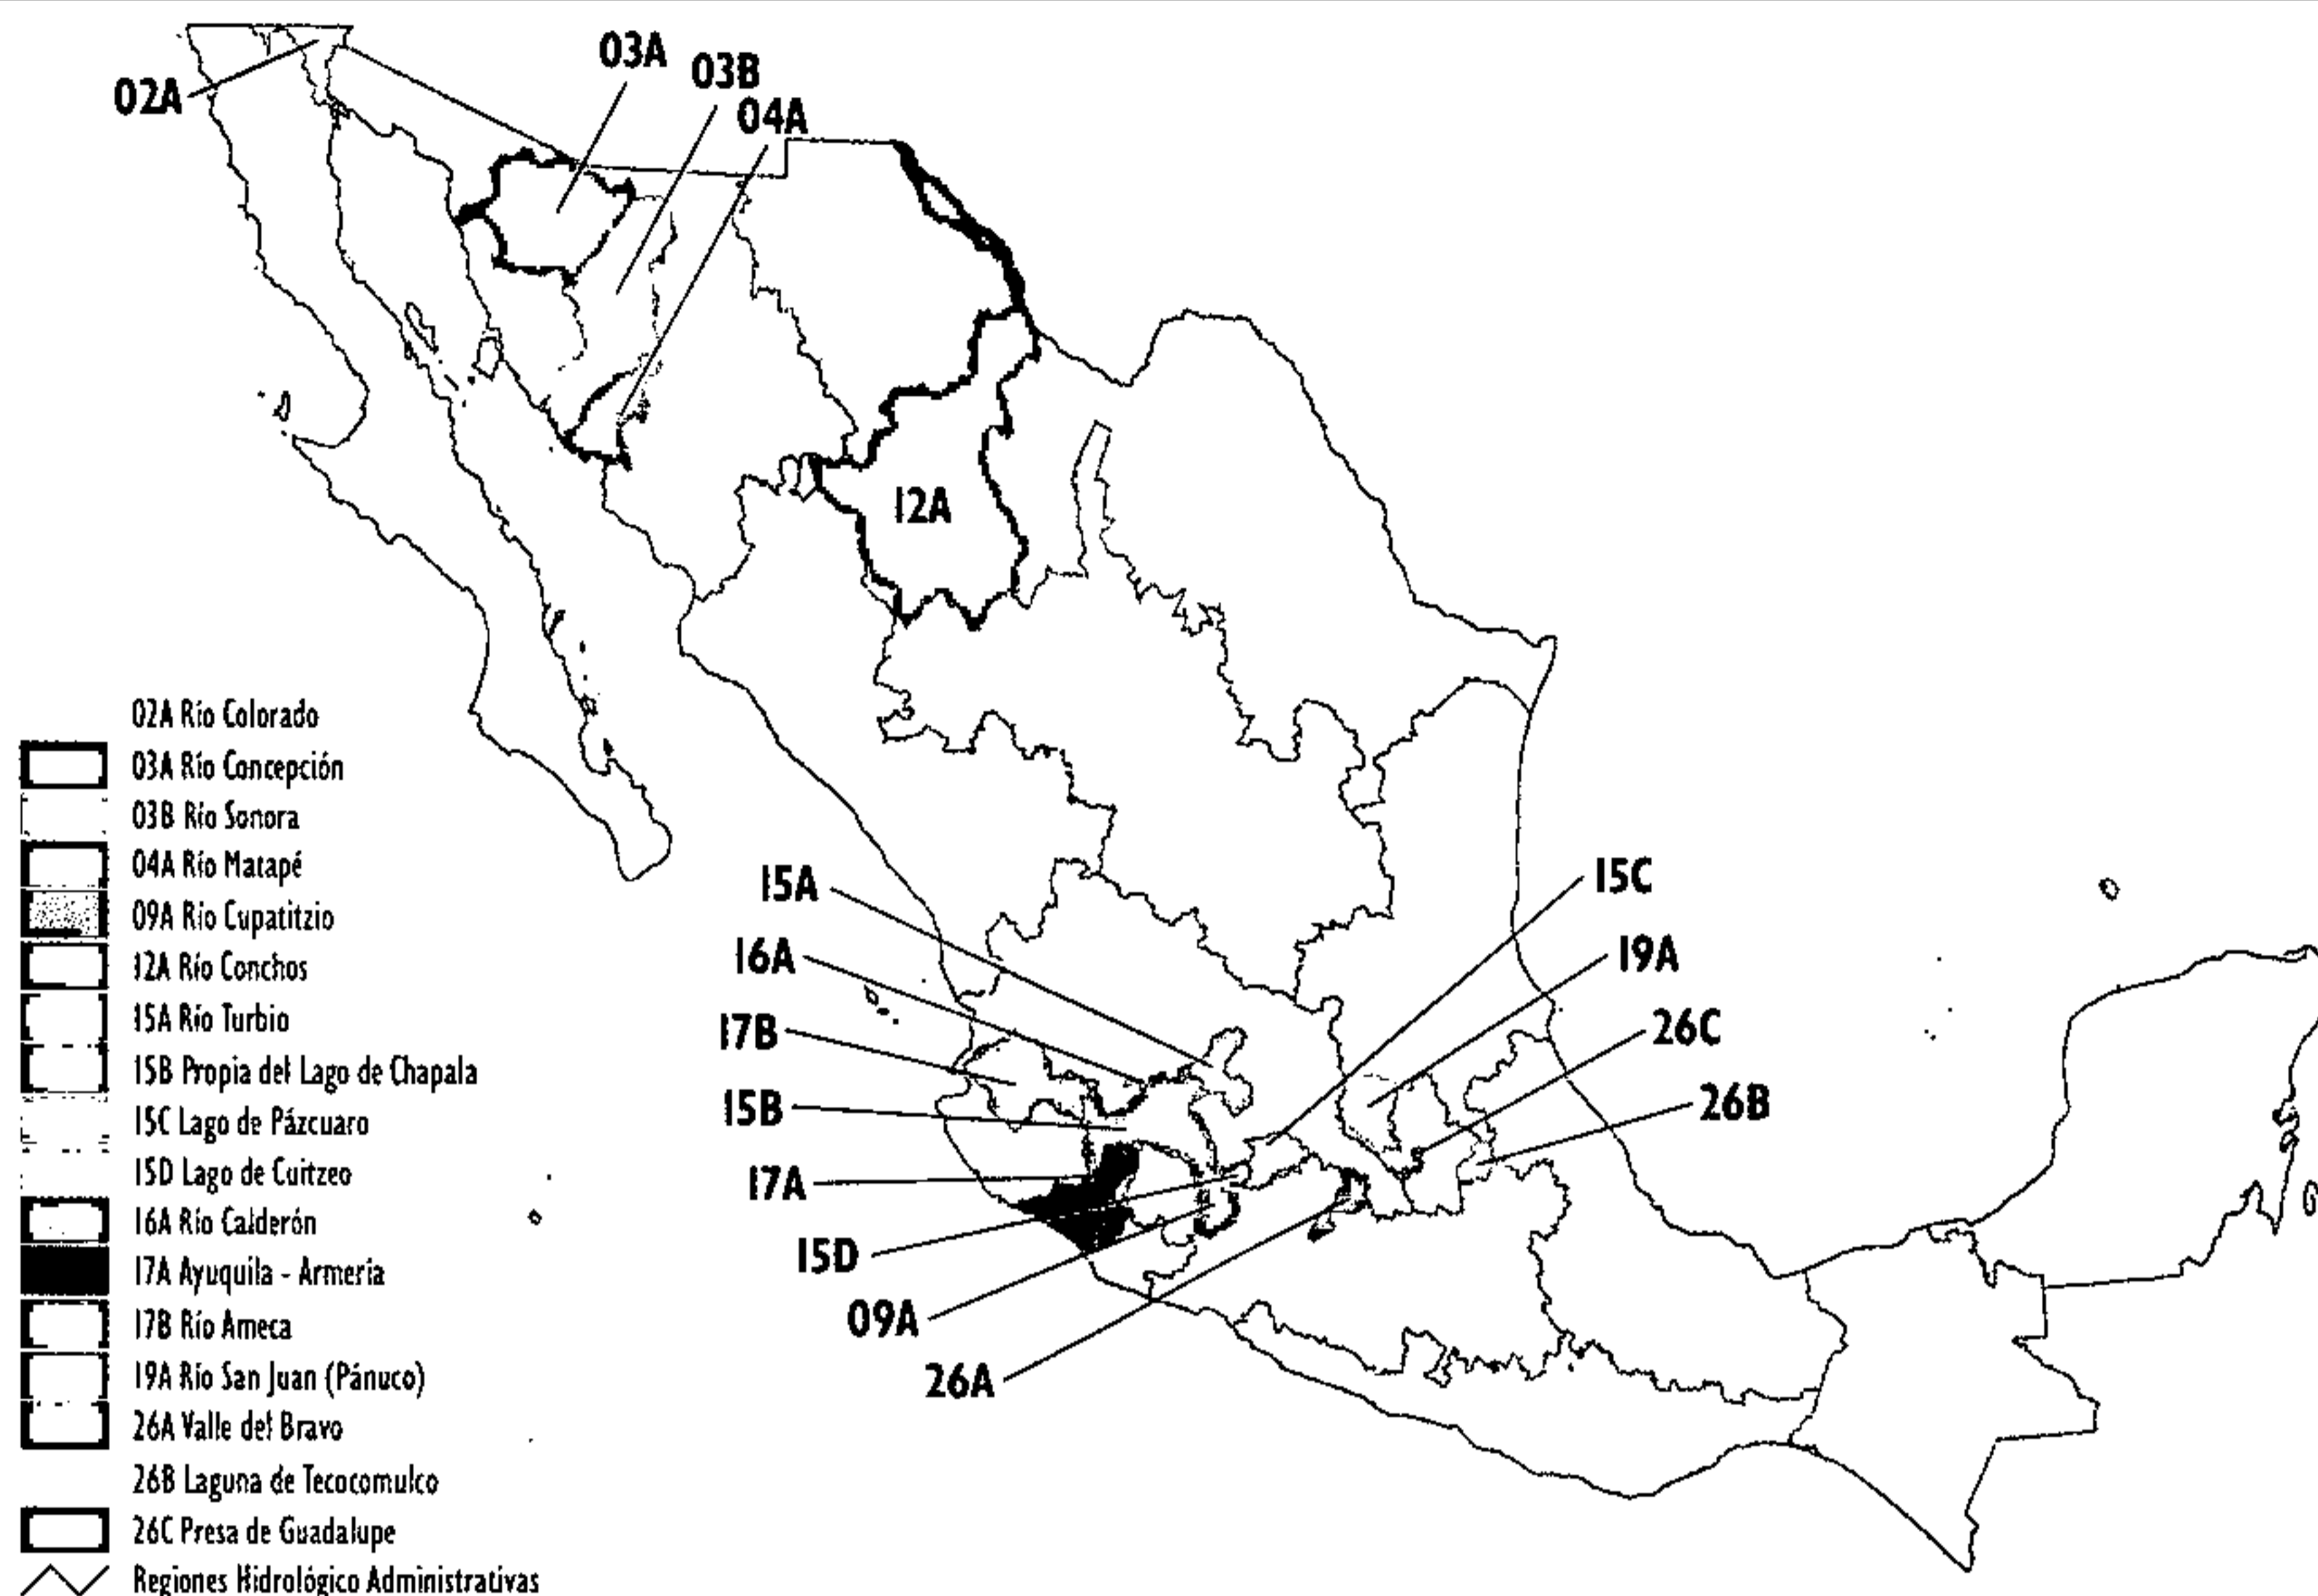 03A
03B
02A
04A
12A
02A Río Colorado
03A Río Concepción
03B Río Sonora
04A Río Matapé
09A Río Cupatitzio
12A Río Conchos
15A Río Turbio
15B Propia del Lago de Chapala
15C Lago de Pázcuaro
15D Lago de Cuitzeo
16A Río Calderón
17A Ayuquila - Armería
17B Río Ameca
19A Río San Juan (Pánuco)
26A Valle del Bravo
26B Laguna de Tecocomulco
26C Presa de Guadalupe
Regiones Hidrológico Administrativas
15A
15C
16A
19A
17B
26C
15B
26B
17A
15D
09A
26A